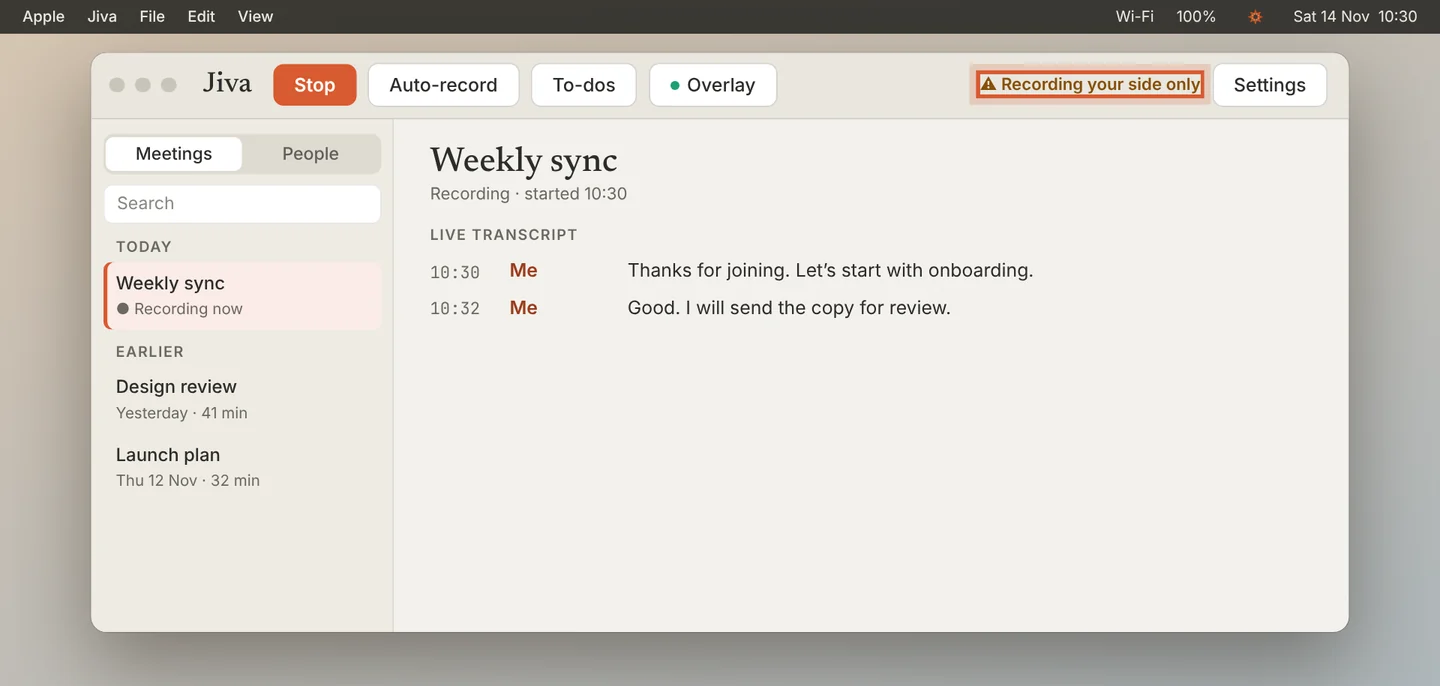 Apple Jiva File Edit View Wi-Fi 100% Sat 14 Nov 10:30
Jiva Stop Auto-record To-dos Overlay Recording your side only Settings
Meetings People
Search
TODAY
Weekly sync
Recording now
EARLIER
Design review
Yesterday · 41 min
Launch plan
Thu 12 Nov · 32 min
Weekly sync
Recording · started 10:30
LIVE TRANSCRIPT
10:30 Me Thanks for joining. Let’s start with onboarding.
10:32 Me Good. I will send the copy for review.